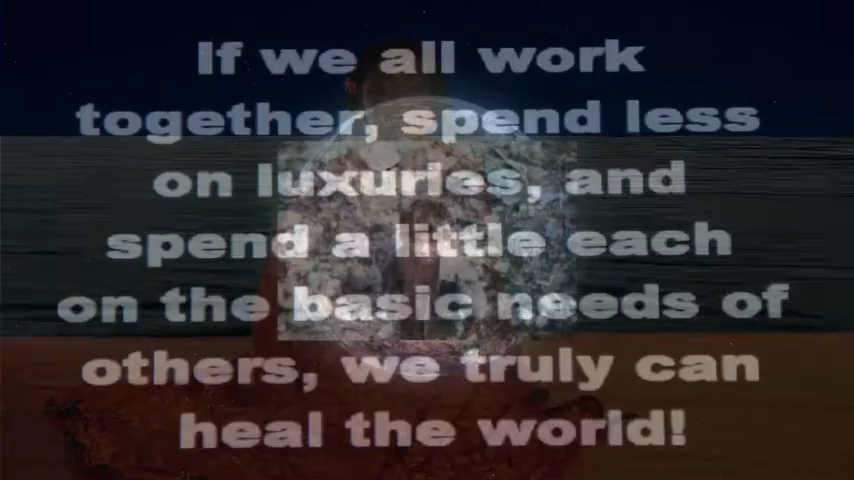 If we all work
together, spend less
on luxuries, and
spend a little each
on the basic needs of
others, we truly can
heal the world!